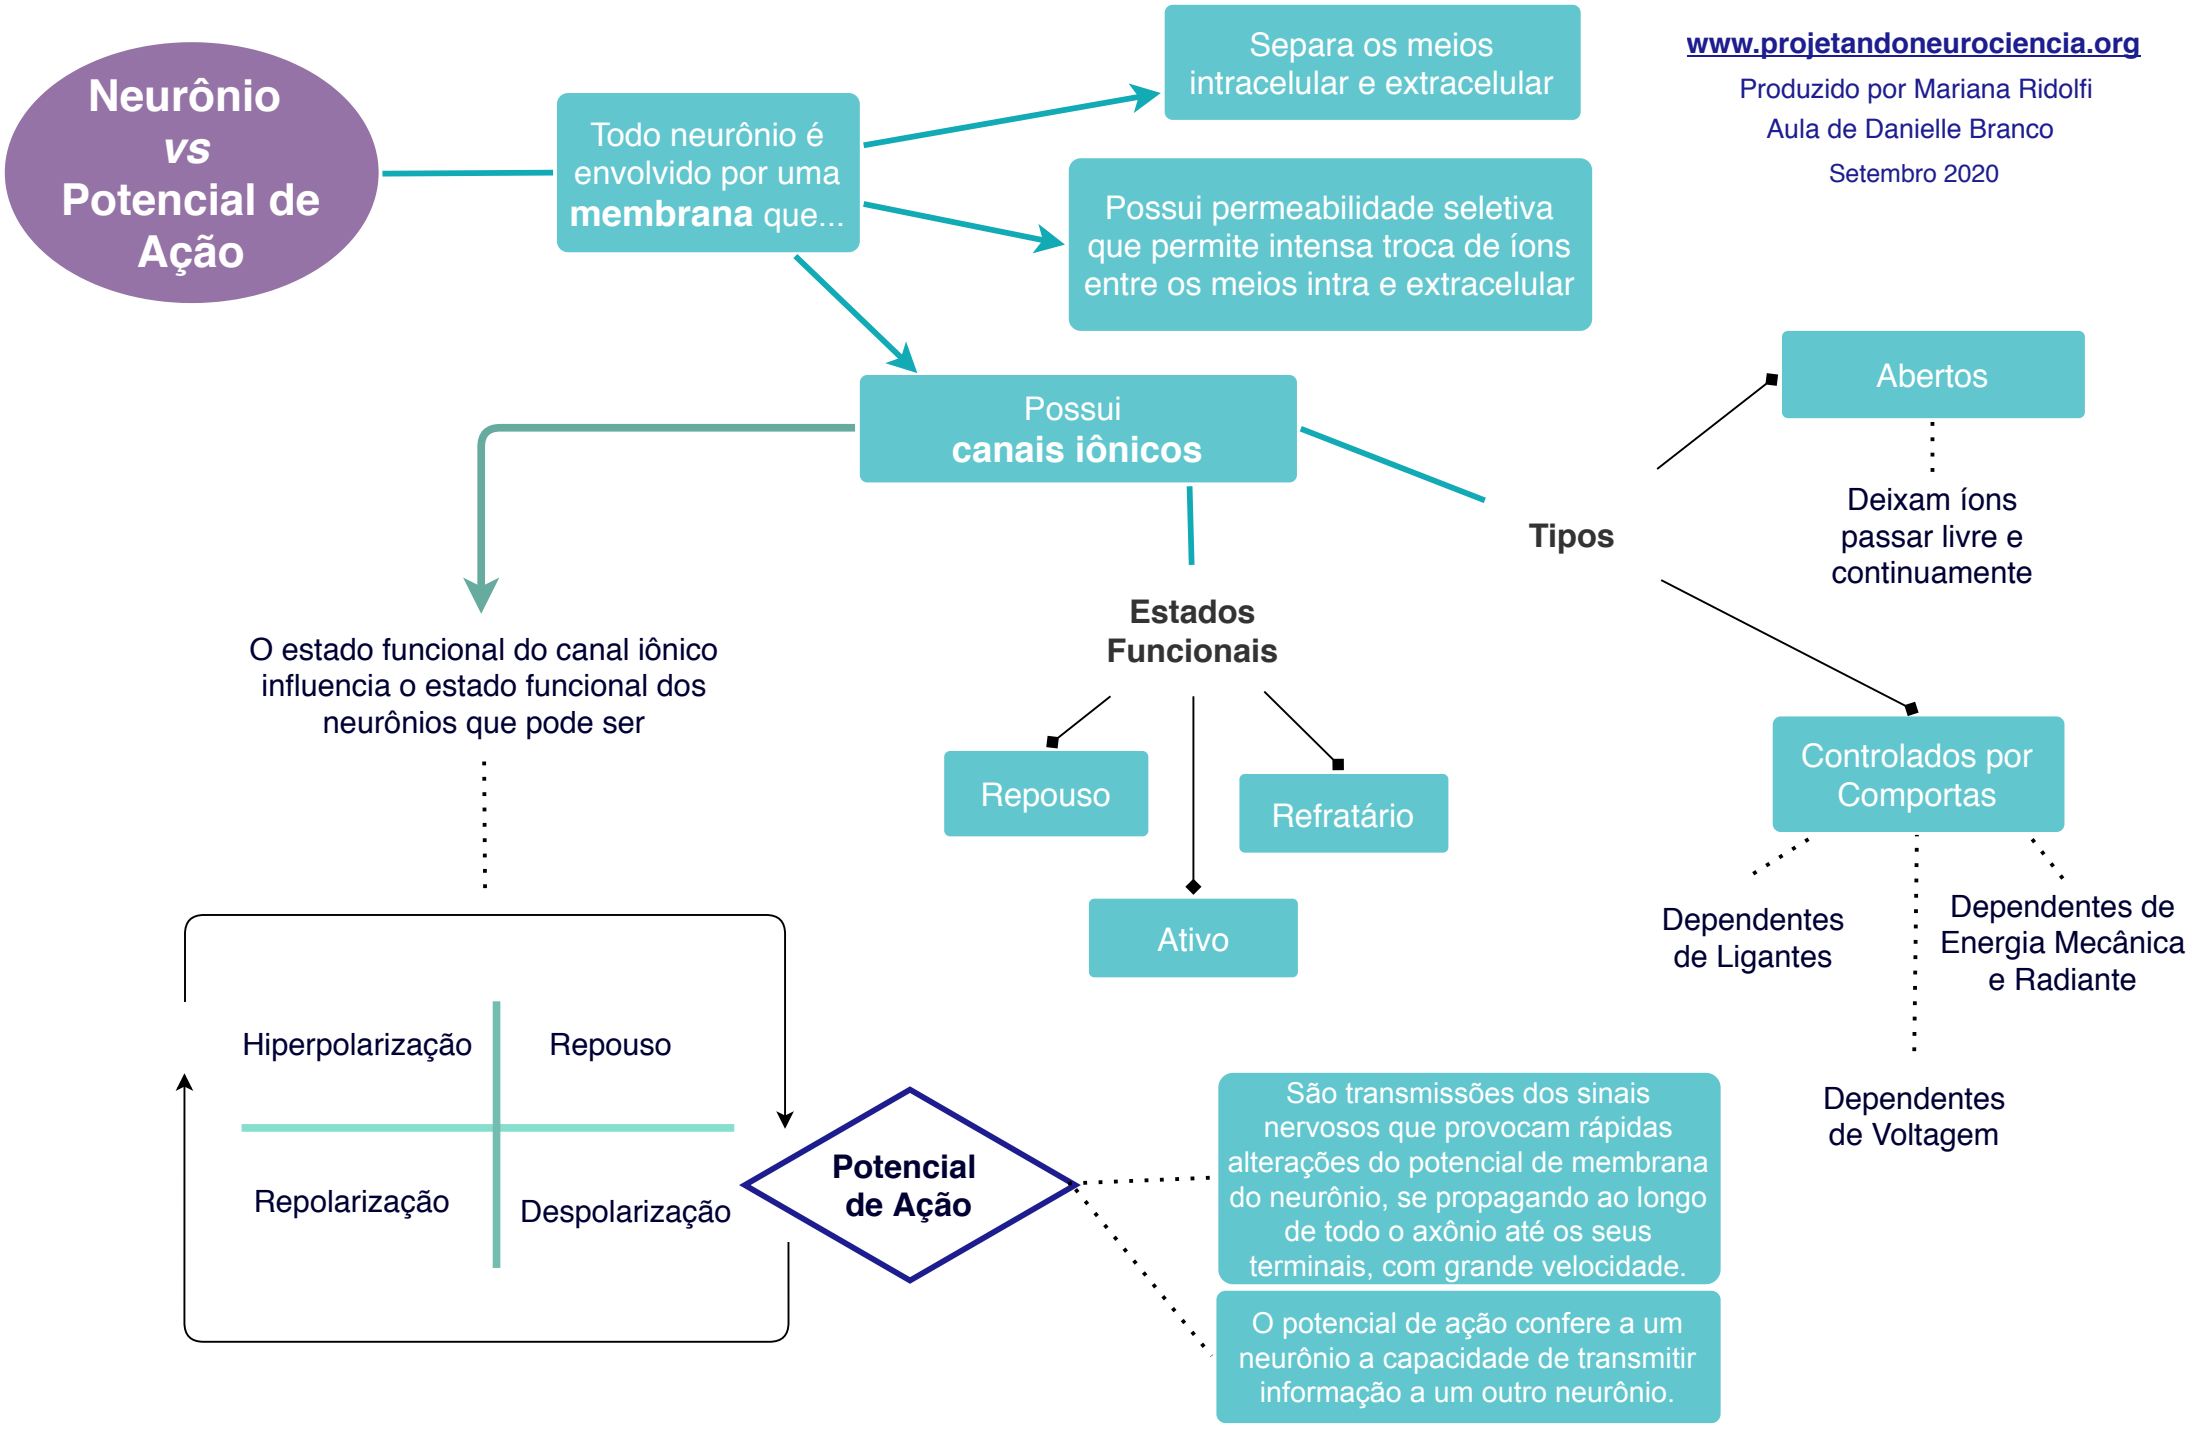 Neurônio
vs
Potencial de
Ação
Todo neurônio é
envolvido por uma
membrana que...
Separa os meios
intracelular e extracelular
Possui permeabilidade seletiva
que permite intensa troca de íons
entre os meios intra e extracelular
www.projetandoneurociencia.org
Produzido por Mariana Ridolfi
Aula de Danielle Branco
Setembro 2020
Possui
canais iônicos
Tipos
Abertos
Deixam íons
passar livre e
continuamente
Controlados por
Comportas
Dependentes
de Ligantes
Dependentes de
Energia Mecânica
e Radiante
Dependentes
de Voltagem
Estados
Funcionais
Repouso
Refratário
Ativo
O estado funcional do canal iônico
influencia o estado funcional dos
neurônios que pode ser
Hiperpolarização
Repouso
Repolarização
Despolarização
Potencial
de Ação
São transmissões dos sinais
nervosos que provocam rápidas
alterações do potencial de membrana
do neurônio, se propagando ao longo
de todo o axônio até os seus
terminais, com grande velocidade.
O potencial de ação confere a um
neurônio a capacidade de transmitir
informação a um outro neurônio.